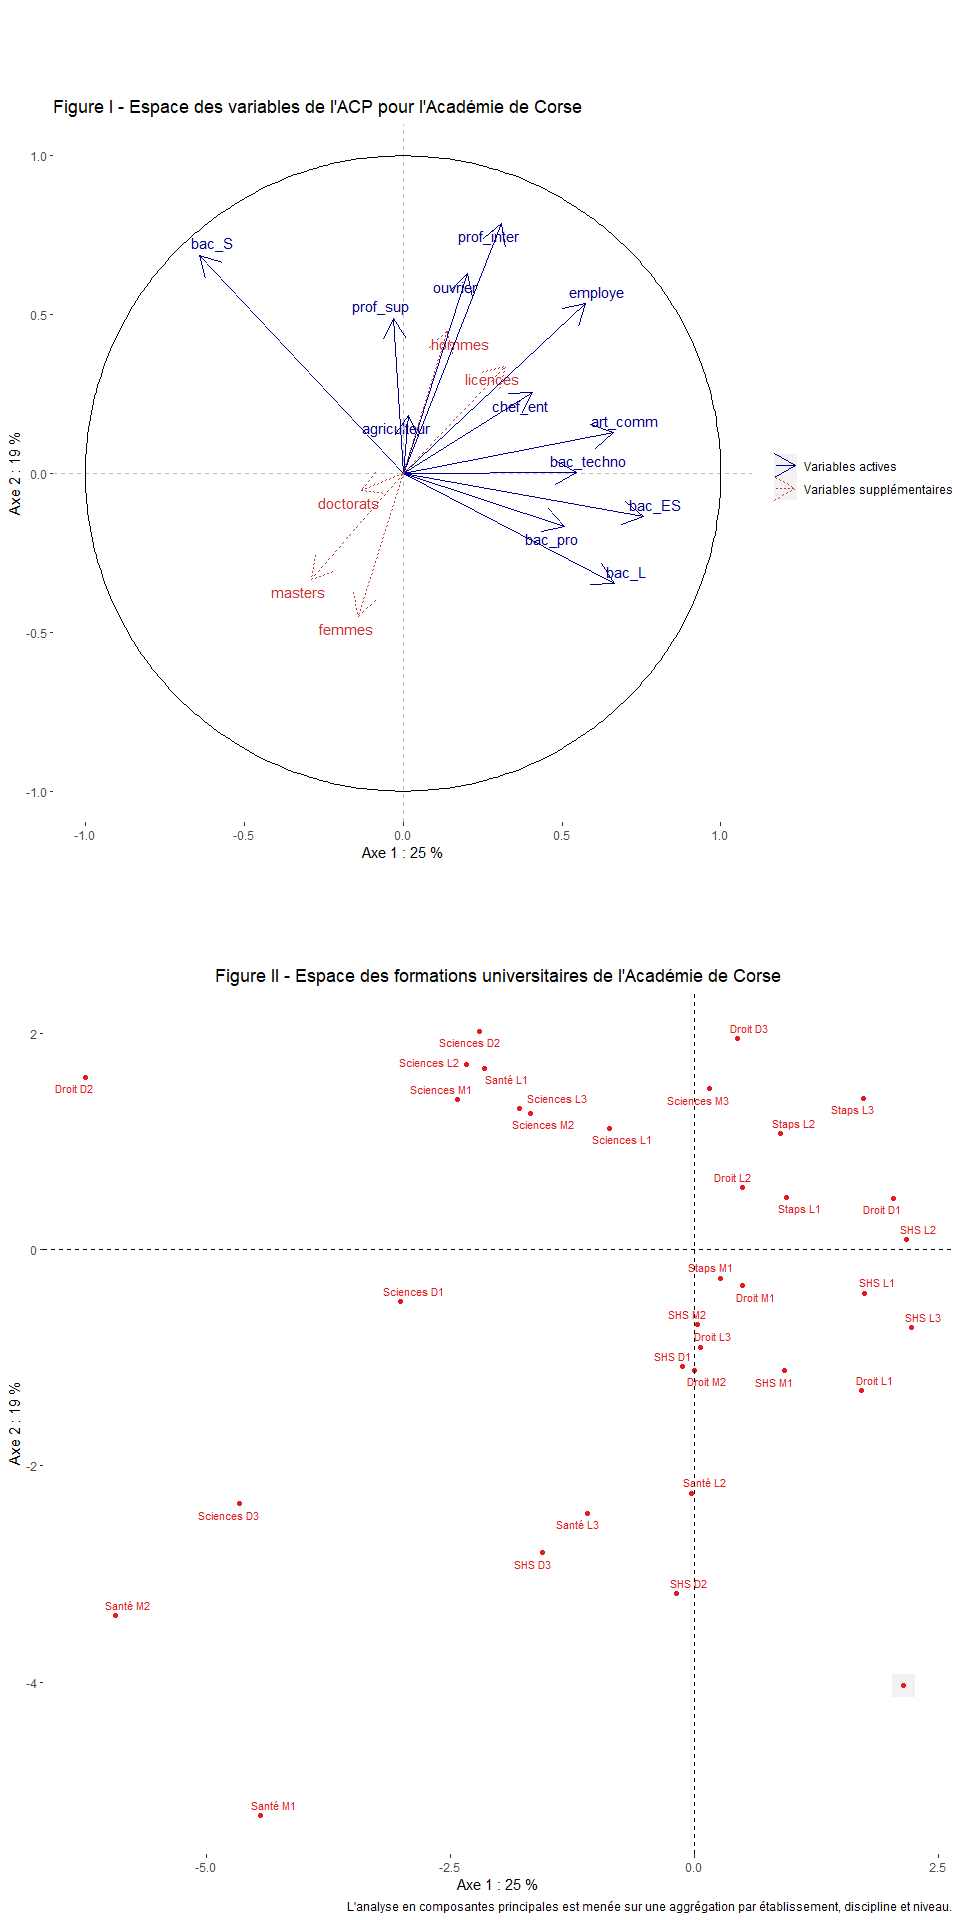 Figure I - Espace des variables de l'ACP pour l'Académie de Corse
1.0
bac_S
prof_inter
ouvrier
employe
prof_sup
0.5
hommes
licences
chef_ent
art_comm
agriculteur
bac_techno
Variables actives
0.0
Variables supplémentaires
doctorats
bac_ES
bac_pro
bac_L
masters
femmes
-0.5
-1.0
Axe 2 : 19 %
-1.0 -0.5 0.0 0.5 1.0
Axe 1 : 25 %
Figure II - Espace des formations universitaires de l'Académie de Corse
2
Droit D3
Sciences D2
Sciences L2
Santé L1
Droit D2
Sciences M1
Sciences L3
Sciences M3
Staps L3
Sciences M2
Staps L2
Sciences L1
Droit L2
Staps L1
Droit D1
SHS L2
0
Staps M1
SHS L1
Sciences D1
Droit M1
SHS M2
SHS L3
Droit L3
SHS D1
Droit M2
SHS M1
Droit L1
-2
Santé L2
Sciences D3
Santé L3
SHS D3
SHS D2
Santé M2
-4
Santé M1
Axe 2 : 19 %
-5.0 -2.5 0.0 2.5
Axe 1 : 25 %
L'analyse en composantes principales est menée sur une aggrégation par établissement, discipline et niveau.